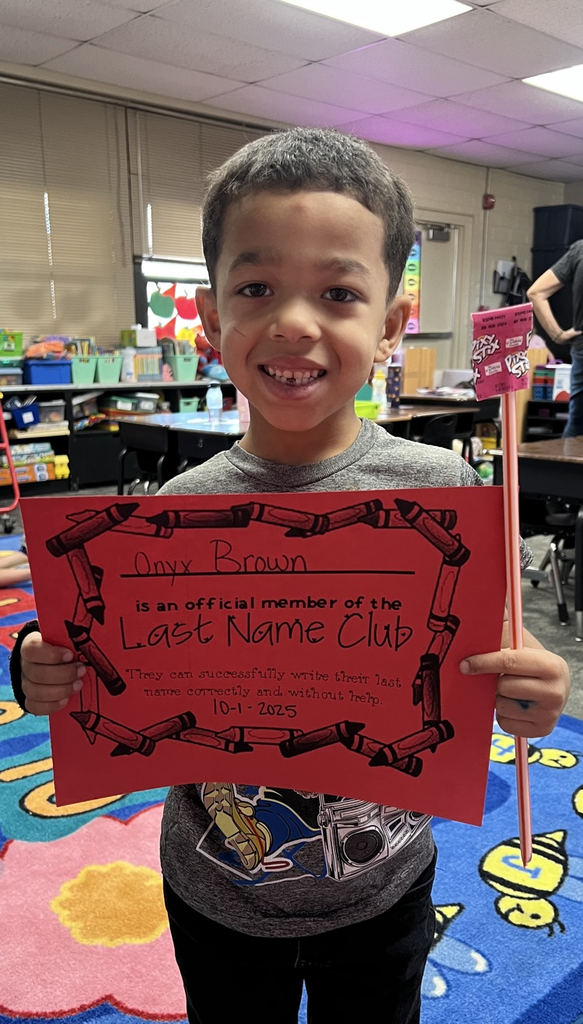 Onyx Brown
is an official member of the
Last Name Club
They can successfully write their last
name correctly and without help.
10-1-2025
Pixy
Stix